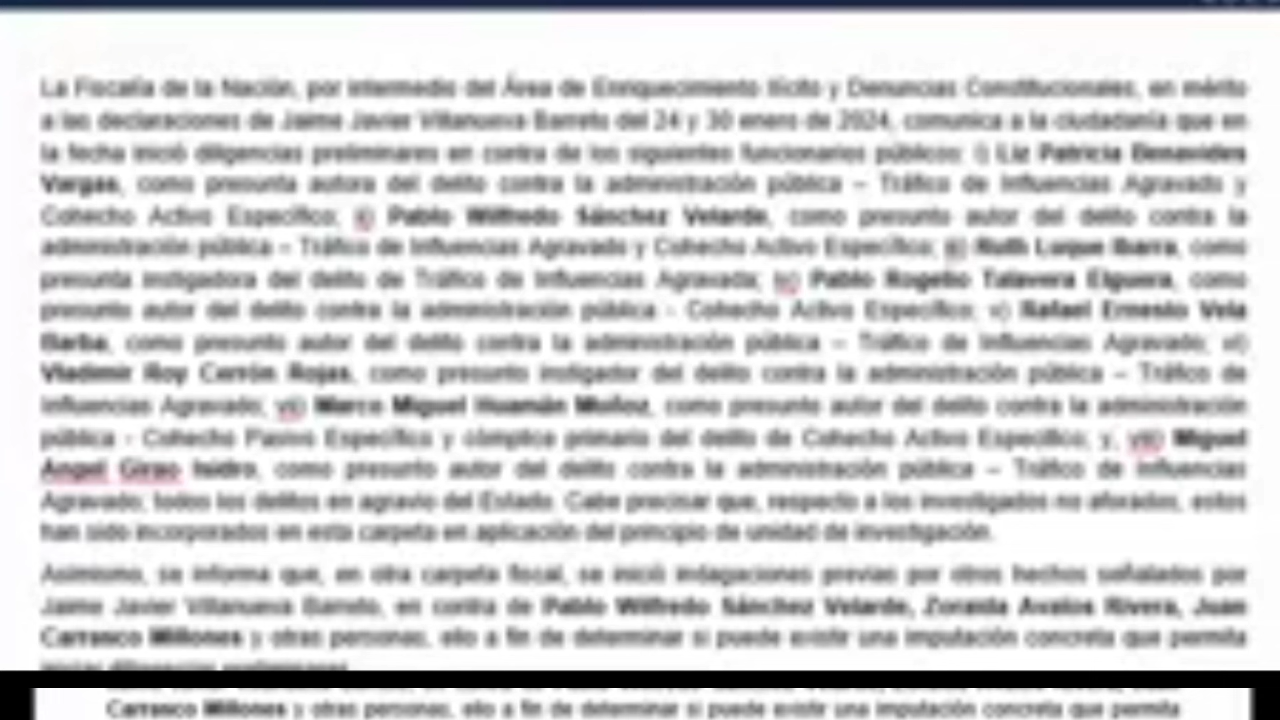 La Fiscalía de la Nación, por intermedio del Área de Enriquecimiento Ilícito y Denuncias Constitucionales, en mérito
a las declaraciones de Jaime Javier Villanueva Barreto del 24 y 30 enero de 2024, comunica a la ciudadanía que en
la fecha inició diligencias preliminares en contra de los siguientes funcionarios públicos: i) Liz Patricia Benavides
Vargas, como presunta autora del delito contra la administración pública – Tráfico de Influencias Agravado y
Cohecho Activo Específico; ii) Pablo Wilfredo Sánchez Velarde, como presunto autor del delito contra la
administración pública – Tráfico de Influencias Agravado y Cohecho Activo Específico; iii) Ruth Luque Ibarra, como
presunta instigadora del delito de Tráfico de Influencias Agravada; iv) Pablo Rogelio Talavera Elguera, como
presunto autor del delito contra la administración pública - Cohecho Activo Específico; v) Rafael Ernesto Vela
Barba, como presunto autor del delito contra la administración pública – Tráfico de Influencias Agravado; vi)
Vladimir Roy Cerrón Rojas, como presunto instigador del delito contra la administración pública – Tráfico de
Influencias Agravado; vii) Marco Miguel Huamán Muñoz, como presunto autor del delito contra la administración
pública - Cohecho Pasivo Específico y cómplice primario del delito de Cohecho Activo Específico; y, viii) Miguel
Ángel Girao Isidro, como presunto autor del delito contra la administración pública – Tráfico de Influencias
Agravado; todos los delitos en agravio del Estado. Cabe precisar que, respecto a los investigados no aforados, estos
han sido incorporados en esta carpeta en aplicación del principio de unidad de investigación.
Asimismo, se informa que, en otra carpeta fiscal, se inició indagaciones previas por otros hechos señalados por
Jaime Javier Villanueva Barreto, en contra de Pablo Wilfredo Sánchez Velarde, Zoraida Avalos Rivera, Juan
Carrasco Millones y otras personas, ello a fin de determinar si puede existir una imputación concreta que permita
iniciar diligencias preliminares.
Carrasco Millones y otras personas, ello a fin de determinar si puede existir una imputación concreta que permita